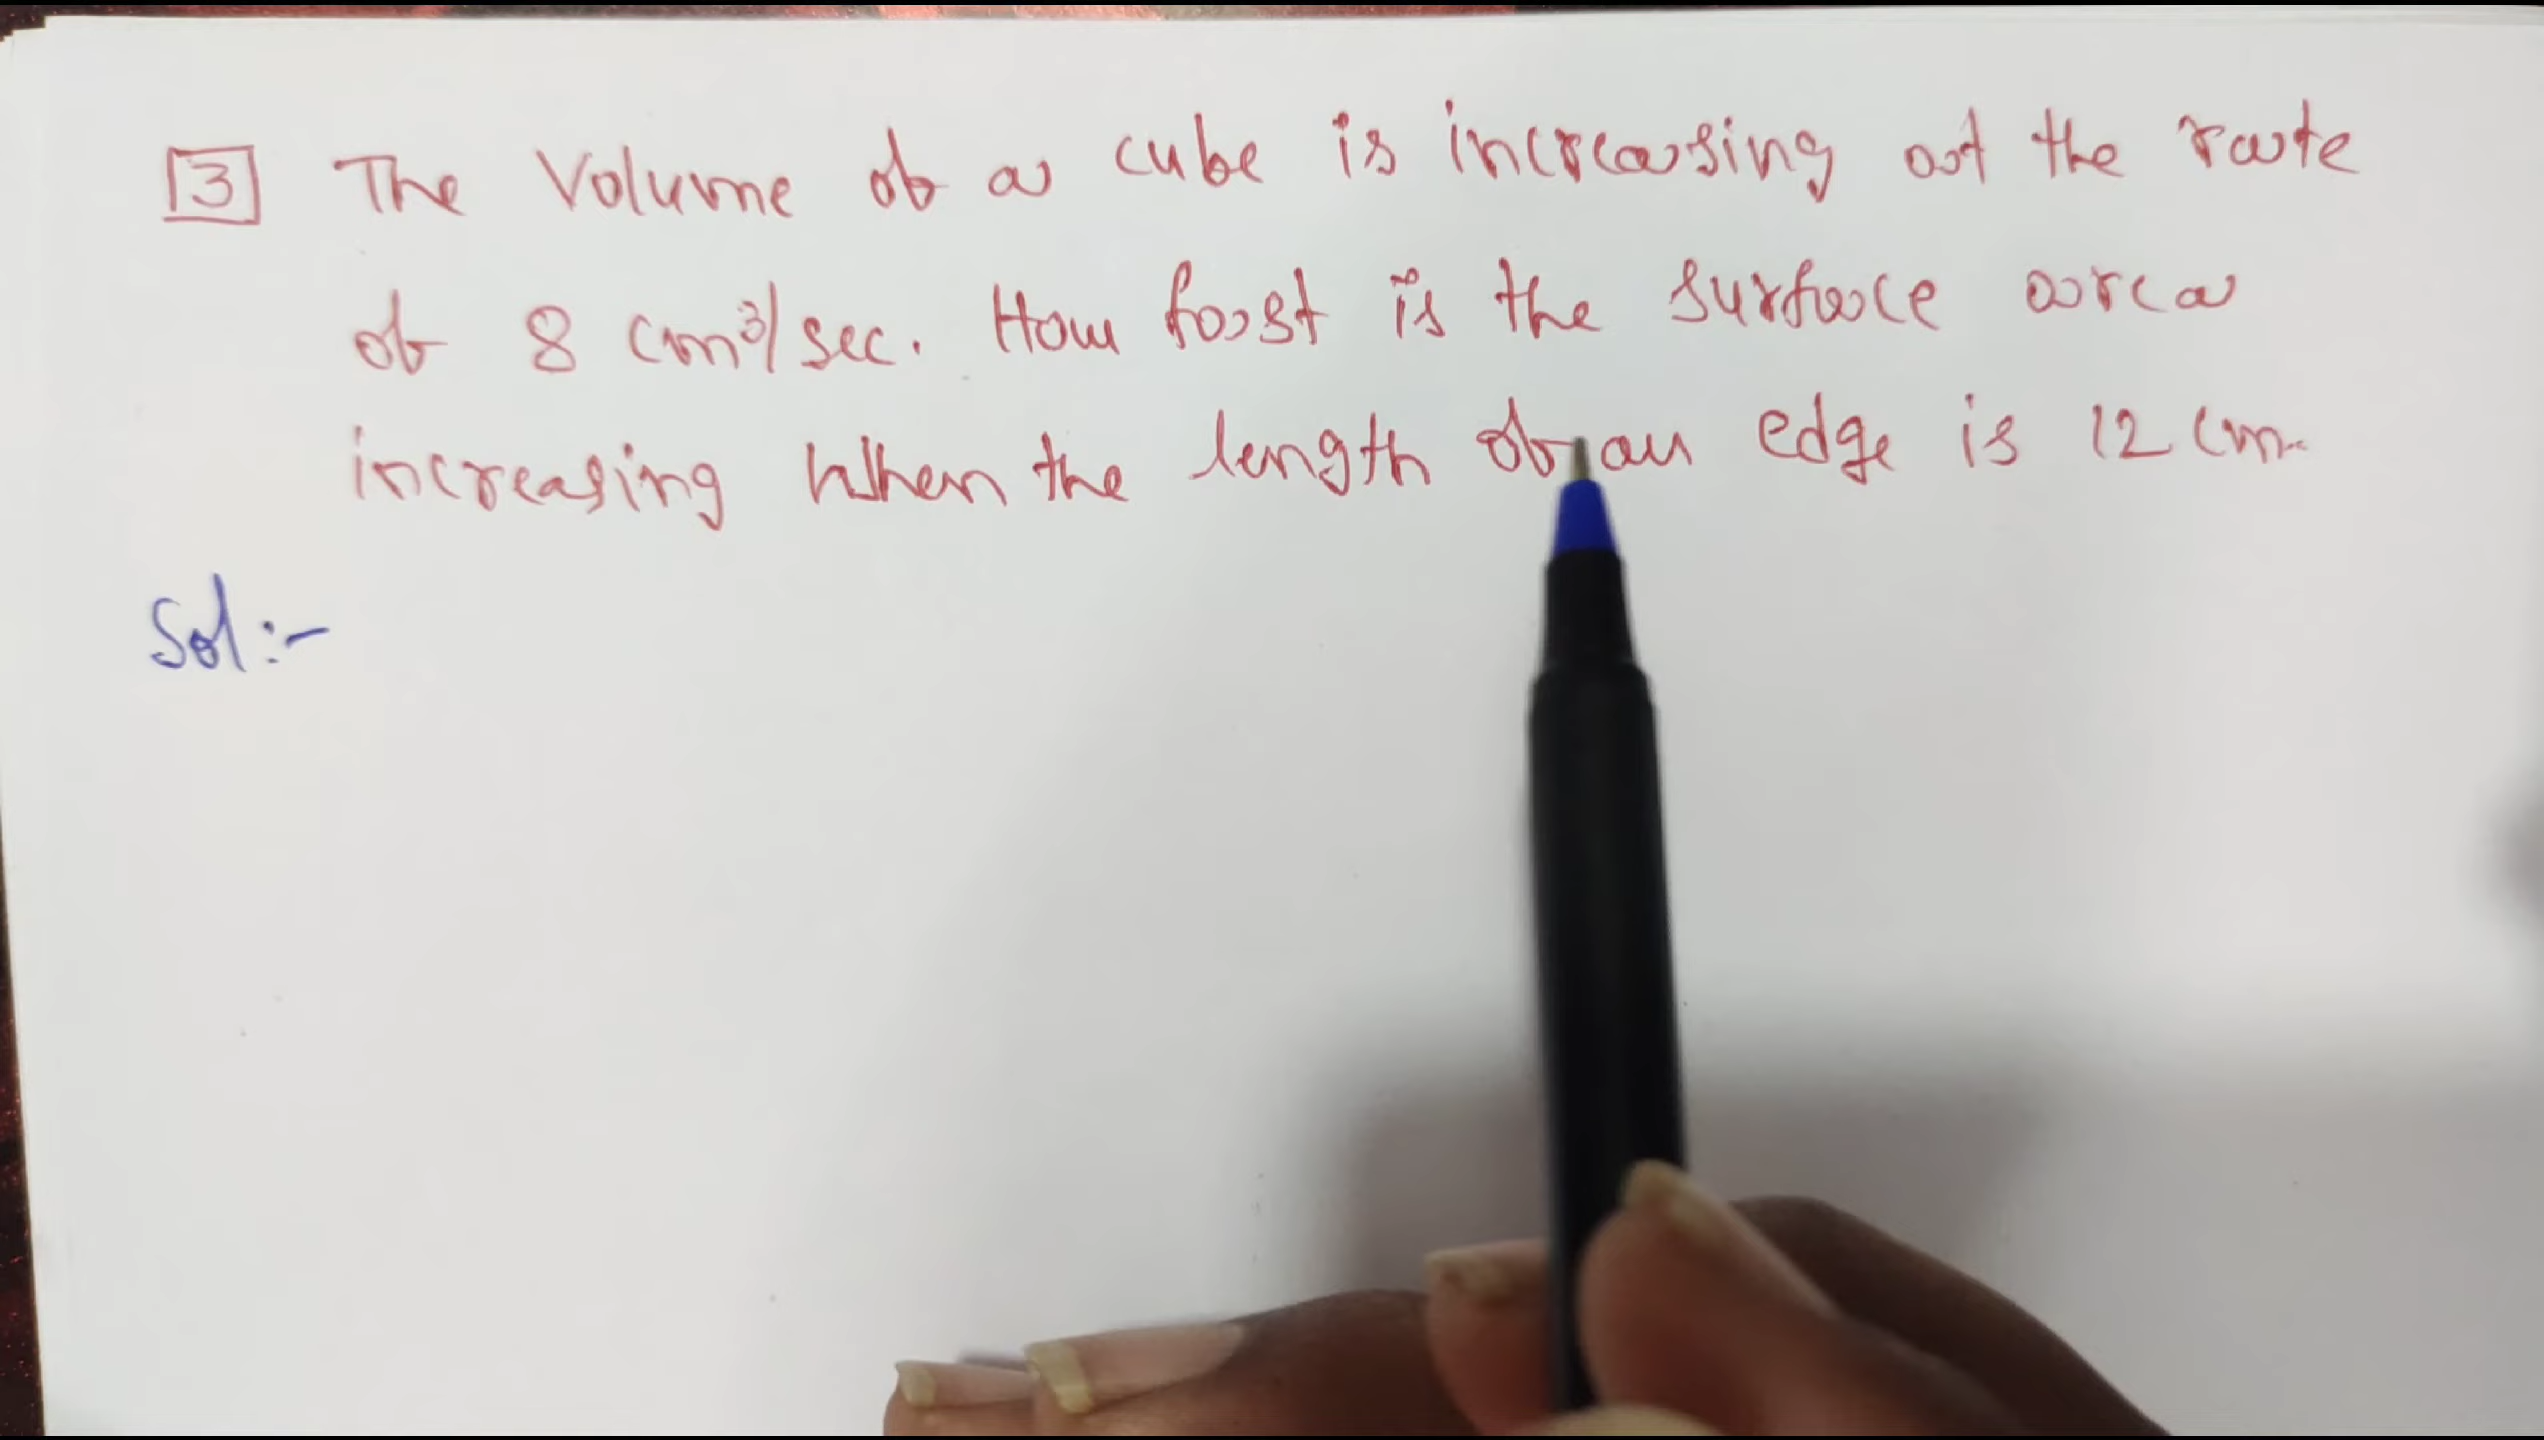 3 The Volume of a cube is increasing at the rate
of 8 cm³/sec. How fast is the surface area
increasing when the length of an edge is 12 cm.
Sol:-